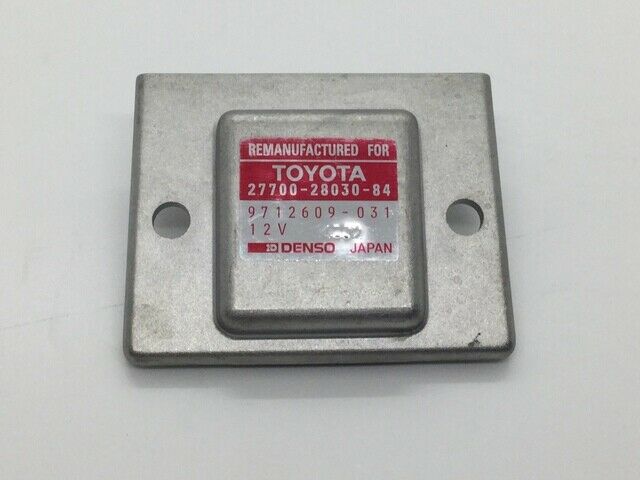 REMANUFACTURED FOR
TOYOTA
27700-28030-84
9712609-031
12V
DENSO JAPAN